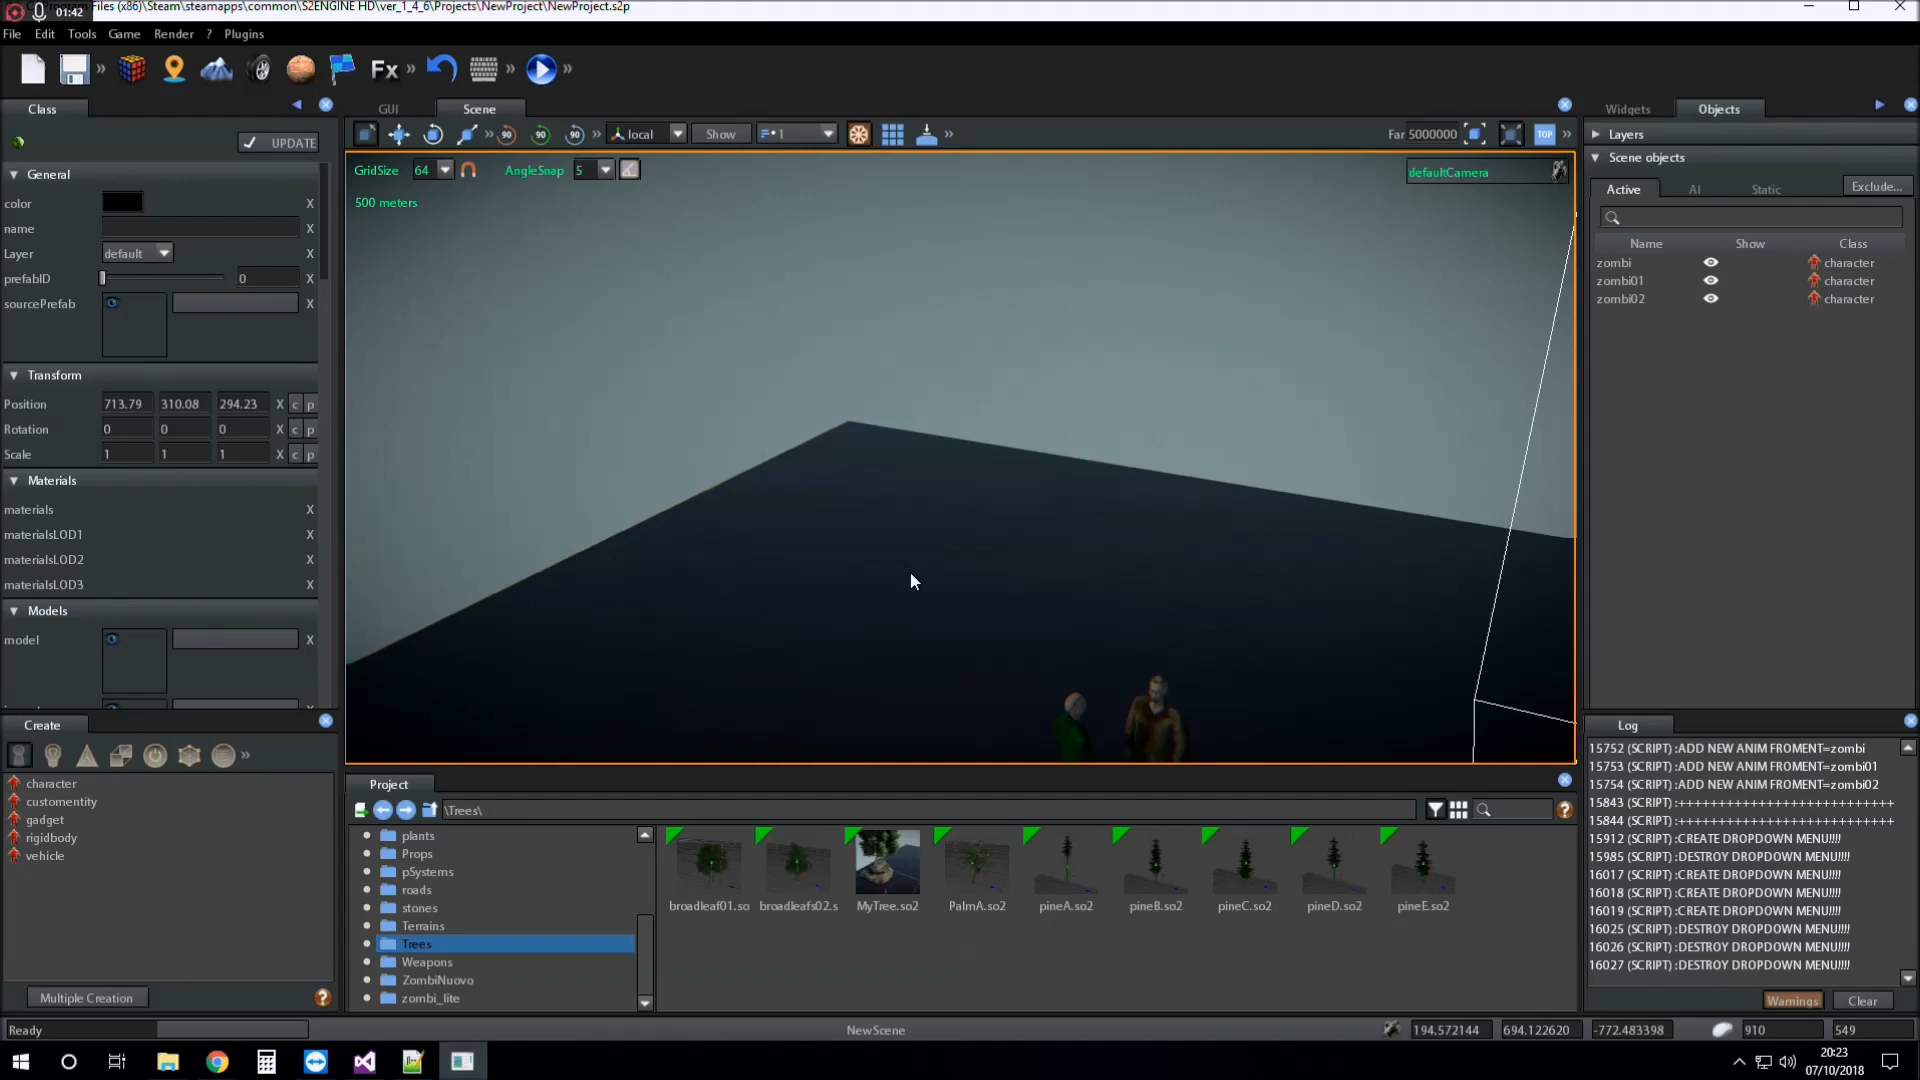 01:42
Program Files (x86)\Steam\steamapps\common\S2ENGINE HD\ver_1_4_6\Projects\NewProject\NewProject.s2p
File Edit Tools Game Render ? Plugins
Fx
Class
GUI Scene
Widgets Objects
UPDATE
90 90 90 local Show 1 Far 5000000 TOP
Layers
General
GridSize 64 AngleSnap 5 defaultCamera
Scene objects
500 meters
Active AI Static Exclude...
color X
name X
Layer default X
prefabID 0 X
sourcePrefab X
Name Show Class
zombi character
zombi01 character
zombi02 character
Transform
Position 713.79 310.08 294.23 X c p
Rotation 0 0 0 X c p
Scale 1 1 1 X c p
Materials
materials X
materialsLOD1 X
materialsLOD2 X
materialsLOD3 X
Models
model X
Create
character
customentity
gadget
rigidbody
vehicle
Multiple Creation
Project
\Trees\
plants
Props
pSystems
roads
stones
Terrains
Trees
Weapons
ZombiNuovo
zombi_lite
broadleaf01.so broadleafs02.s MyTree.so2 PalmA.so2 pineA.so2 pineB.so2 pineC.so2 pineD.so2 pineE.so2
Log
15752 (SCRIPT) :ADD NEW ANIM FROMENT=zombi
15753 (SCRIPT) :ADD NEW ANIM FROMENT=zombi01
15754 (SCRIPT) :ADD NEW ANIM FROMENT=zombi02
15843 (SCRIPT) :++++++++++++++++++++++++++
15844 (SCRIPT) :++++++++++++++++++++++++++
15912 (SCRIPT) :CREATE DROPDOWN MENU!!!!
15985 (SCRIPT) :DESTROY DROPDOWN MENU!!!!
16017 (SCRIPT) :CREATE DROPDOWN MENU!!!!
16018 (SCRIPT) :CREATE DROPDOWN MENU!!!!
16019 (SCRIPT) :CREATE DROPDOWN MENU!!!!
16025 (SCRIPT) :DESTROY DROPDOWN MENU!!!!
16026 (SCRIPT) :DESTROY DROPDOWN MENU!!!!
16027 (SCRIPT) :DESTROY DROPDOWN MENU!!!!
Warnings Clear
Ready NewScene 194.572144 694.122620 -772.483398 910 549
20:23
07/10/2018